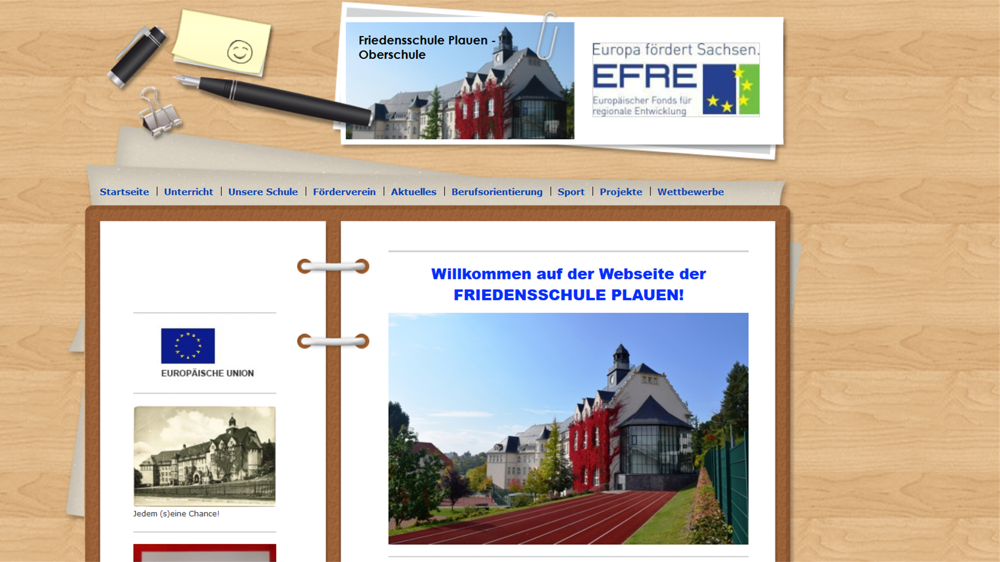 Friedensschule Plauen -
Oberschule
Europa fördert Sachsen.
EFRE
Europäischer Fonds für
regionale Entwicklung
Startseite | Unterricht | Unsere Schule | Förderverein | Aktuelles | Berufsorientierung | Sport | Projekte | Wettbewerbe
Willkommen auf der Webseite der
FRIEDENSSCHULE PLAUEN!
EUROPÄISCHE UNION
Jedem (s)eine Chance!